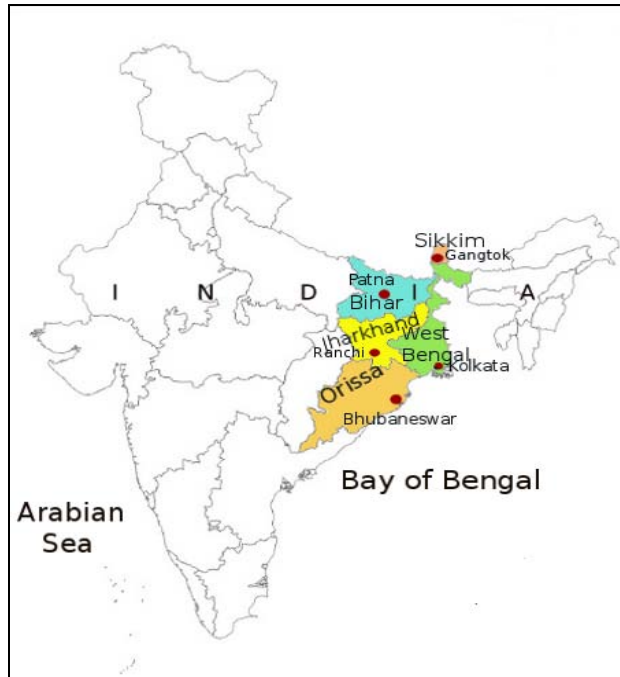 Sikkim
Gangtok
Patna
I N D I A
Bihar
Jharkhand
West
Bengal
Ranchi
Kolkata
Orissa
Bhubaneswar
Bay of Bengal
Arabian
Sea